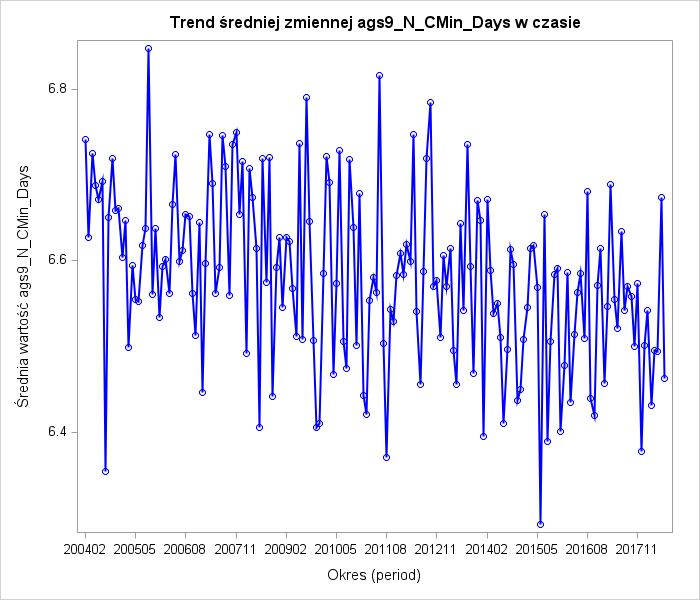 Trend średniej zmiennej ags9_N_CMin_Days w czasie
Średnia wartość ags9_N_CMin_Days
6.8
6.6
6.4
200402 200505 200608 200711 200902 201005 201108 201211 201402 201505 201608 201711
Okres (period)